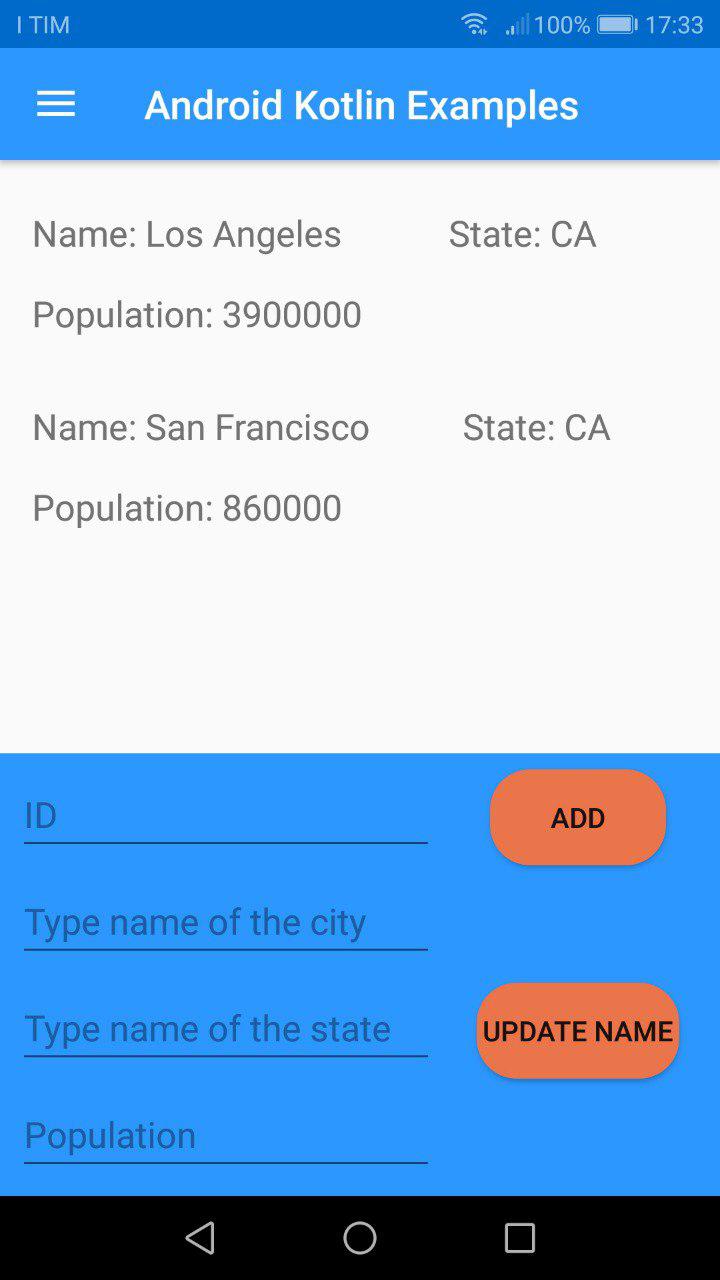 I TIM 100% 17:33
Android Kotlin Examples
Name: Los Angeles State: CA
Population: 3900000
Name: San Francisco State: CA
Population: 860000
ID ADD
Type name of the city
Type name of the state UPDATE NAME
Population